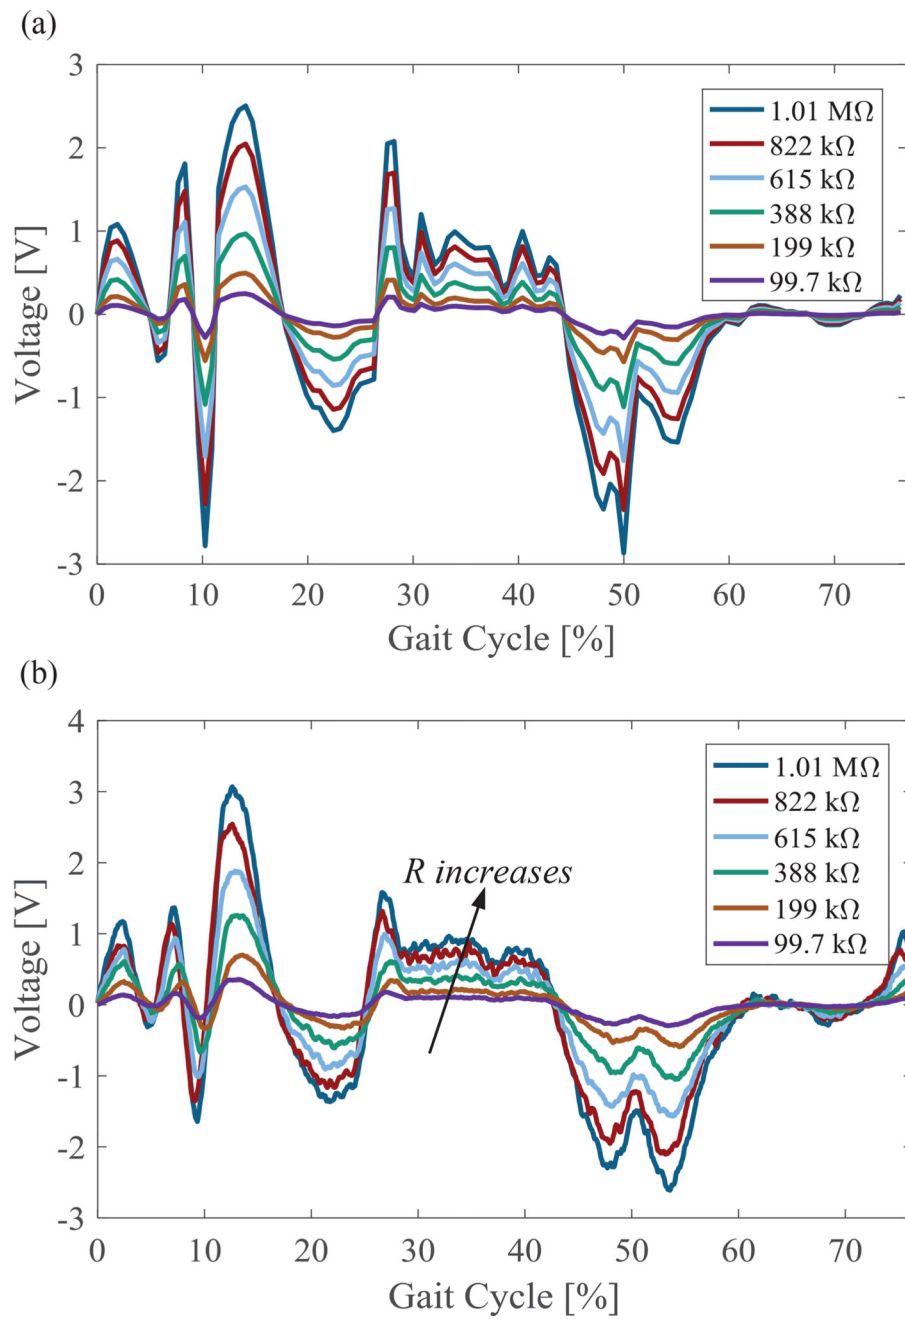 (a)
3
2
1
0
-1
-2
-3
Voltage [V]
1.01 MΩ
822 kΩ
615 kΩ
388 kΩ
199 kΩ
99.7 kΩ
0 10 20 30 40 50 60 70
Gait Cycle [%]
(b)
4
3
2
1
0
-1
-2
-3
Voltage [V]
1.01 MΩ
822 kΩ
615 kΩ
388 kΩ
199 kΩ
99.7 kΩ
R increases
0 10 20 30 40 50 60 70
Gait Cycle [%]